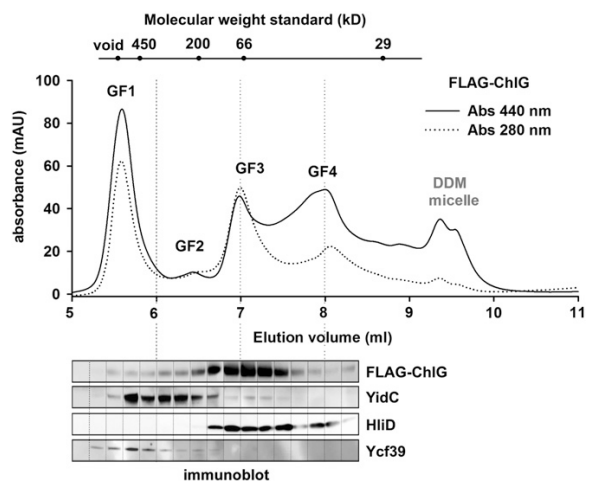 Molecular weight standard (kD)
void 450 200 66 29
FLAG-ChlG
Abs 440 nm
Abs 280 nm
GF1
GF2
GF3
GF4
DDM
micelle
absorbance (mAU)
100
80
60
40
20
0
5 6 7 8 9 10 11
Elution volume (ml)
FLAG-ChlG
YidC
HliD
Ycf39
immunoblot